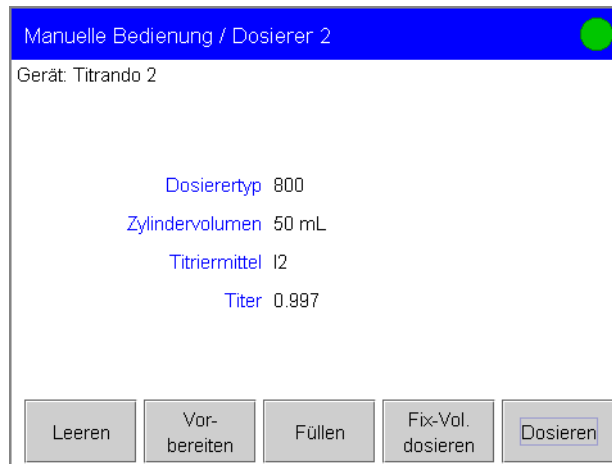 Manuelle Bedienung / Dosierer 2
Gerät: Titrando 2
Dosierertyp 800
Zylindervolumen 50 mL
Titriermittel I2
Titer 0.997
Leeren
Vor-
bereiten
Füllen
Fix-Vol.
dosieren
Dosieren